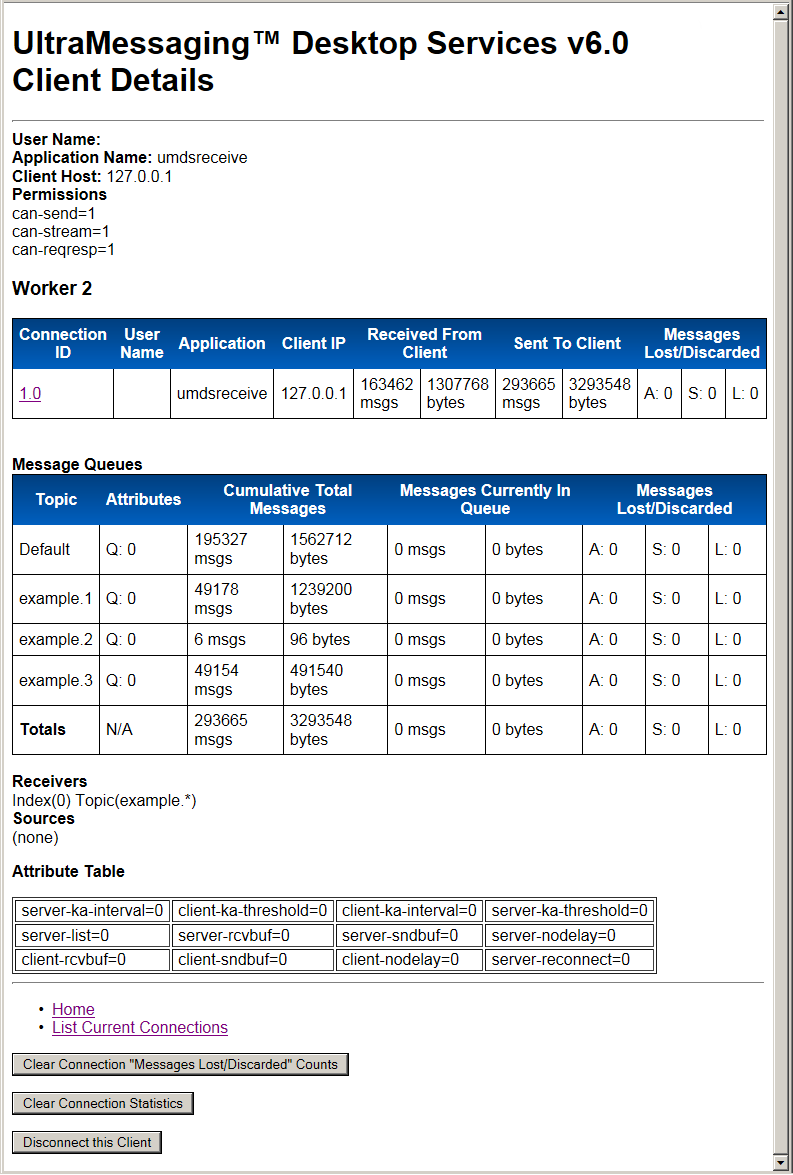 UltraMessaging™ Desktop Services v6.0
Client Details
User Name:
Application Name: umdsreceive
Client Host: 127.0.0.1
Permissions
can-send=1
can-stream=1
can-reqresp=1
Worker 2
Connection ID User Name Application Client IP Received From Client Sent To Client Messages Lost/Discarded
1.0 umdsreceive 127.0.0.1 163462 msgs 1307768 bytes 293665 msgs 3293548 bytes A: 0 S: 0 L: 0
Message Queues
Topic Attributes Cumulative Total Messages Messages Currently In Queue Messages Lost/Discarded
Default Q: 0 195327 msgs 1562712 bytes 0 msgs 0 bytes A: 0 S: 0 L: 0
example.1 Q: 0 49178 msgs 1239200 bytes 0 msgs 0 bytes A: 0 S: 0 L: 0
example.2 Q: 0 6 msgs 96 bytes 0 msgs 0 bytes A: 0 S: 0 L: 0
example.3 Q: 0 49154 msgs 491540 bytes 0 msgs 0 bytes A: 0 S: 0 L: 0
Totals N/A 293665 msgs 3293548 bytes 0 msgs 0 bytes A: 0 S: 0 L: 0
Receivers
Index(0) Topic(example.*)
Sources
(none)
Attribute Table
server-ka-interval=0 client-ka-threshold=0 client-ka-interval=0 server-ka-threshold=0
server-list=0 server-rcvbuf=0 server-sndbuf=0 server-nodelay=0
client-rcvbuf=0 client-sndbuf=0 client-nodelay=0 server-reconnect=0
• Home
• List Current Connections
Clear Connection "Messages Lost/Discarded" Counts
Clear Connection Statistics
Disconnect this Client